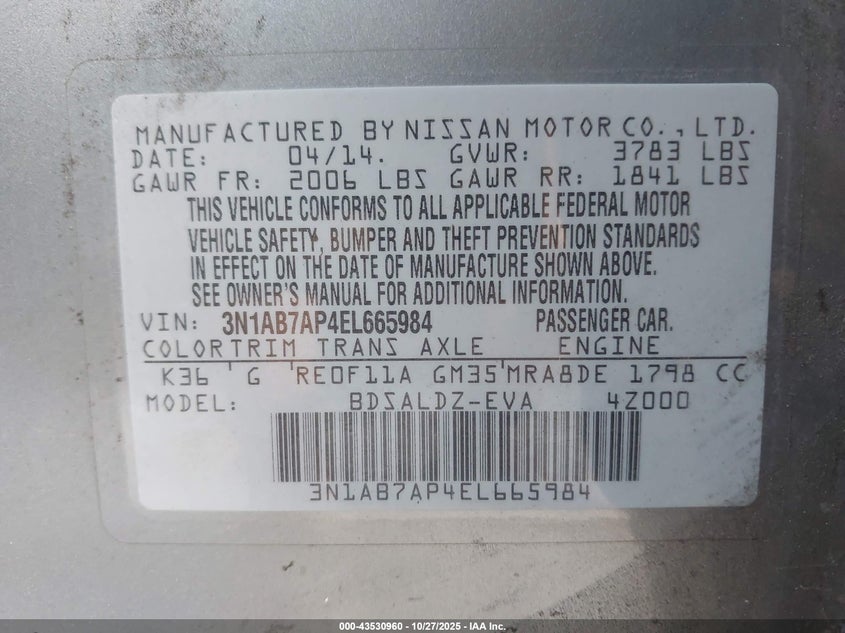 MANUFACTURED BY NISSAN MOTOR CO., LTD.
DATE: 04/14. GVWR: 3783 LBS
GAWR FR: 2006 LBS GAWR RR: 1841 LBS
THIS VEHICLE CONFORMS TO ALL APPLICABLE FEDERAL MOTOR
VEHICLE SAFETY, BUMPER AND THEFT PREVENTION STANDARDS
IN EFFECT ON THE DATE OF MANUFACTURE SHOWN ABOVE.
SEE OWNER'S MANUAL FOR ADDITIONAL INFORMATION.
VIN: 3N1AB7AP4EL665984 PASSENGER CAR.
COLORTRIM TRANS AXLE ENGINE
K36 'G 'RE0F11A GM35'MRA8DE 1798 CC
MODEL: BDSALDZ-EVA 4Z000
3N1AB7AP4EL665984
000-43530960 - 10/27/2025 - IAA Inc.